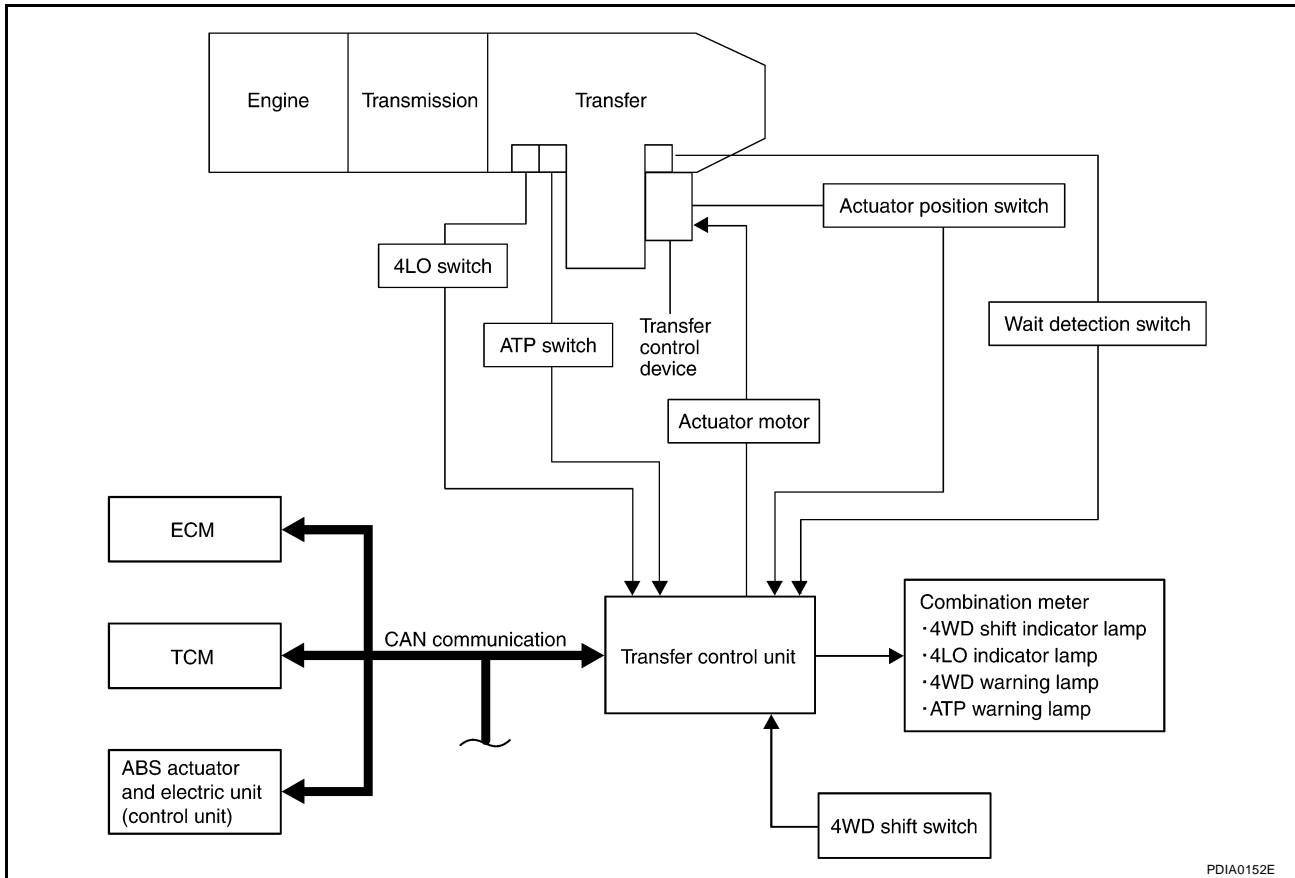 Engine
Transmission
Transfer
Actuator position switch
4LO switch
Wait detection switch
ATP switch
Transfer
control
device
Actuator motor
ECM
CAN communication
TCM
Transfer control unit
Combination meter
·4WD shift indicator lamp
·4LO indicator lamp
·4WD warning lamp
·ATP warning lamp
ABS actuator
and electric unit
(control unit)
4WD shift switch
PDIA0152E